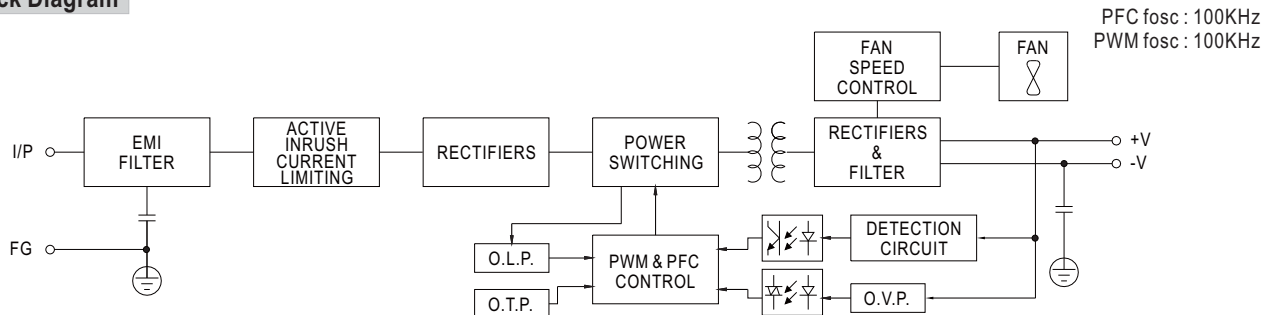 ck Diagram
PFC fosc : 100KHz
PWM fosc : 100KHz
FAN
SPEED
CONTROL
FAN
I/P
EMI
FILTER
ACTIVE
INRUSH
CURRENT
LIMITING
RECTIFIERS
POWER
SWITCHING
RECTIFIERS
&
FILTER
+V
-V
FG
O.L.P.
O.T.P.
PWM & PFC
CONTROL
DETECTION
CIRCUIT
O.V.P.